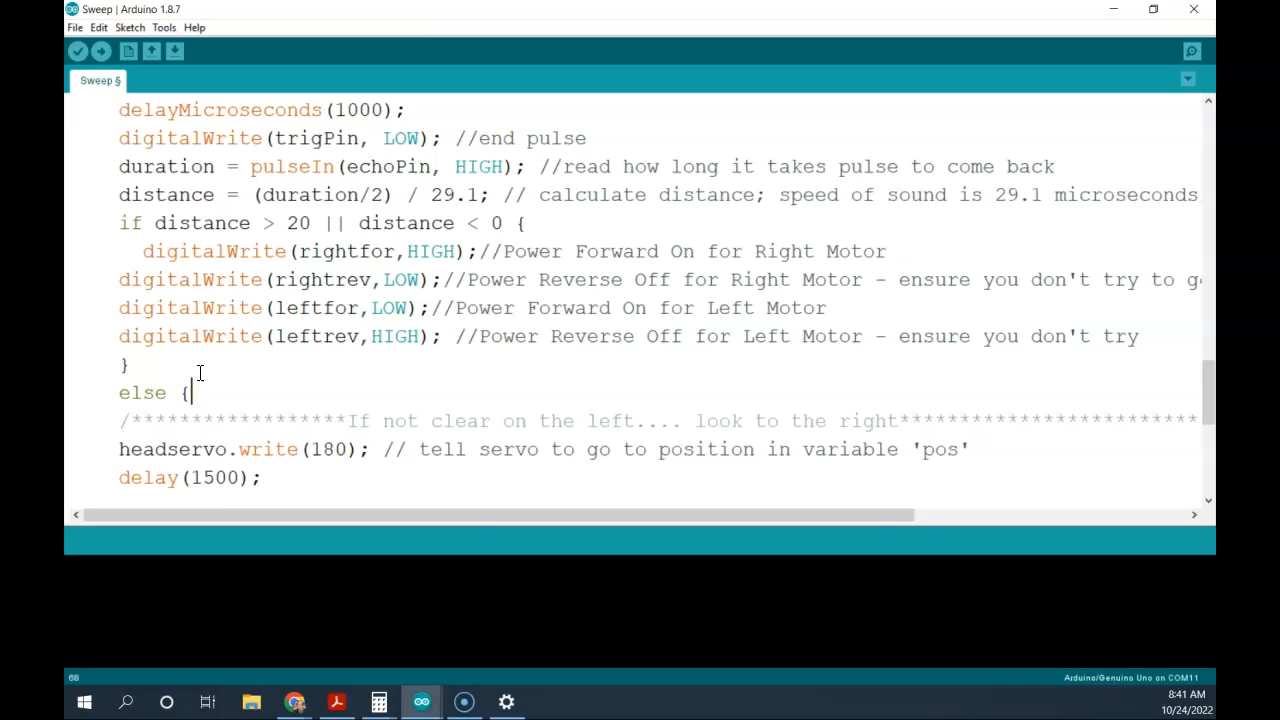 Sweep | Arduino 1.8.7
File Edit Sketch Tools Help
Sweep §
delayMicroseconds(1000);
digitalWrite(trigPin, LOW); //end pulse
duration = pulseIn(echoPin, HIGH); //read how long it takes pulse to come back
distance = (duration/2) / 29.1; // calculate distance; speed of sound is 29.1 microseconds
if distance > 20 || distance < 0 {
digitalWrite(rightfor,HIGH);//Power Forward On for Right Motor
digitalWrite(rightrev,LOW);//Power Reverse Off for Right Motor - ensure you don't try to g
digitalWrite(leftfor,LOW);//Power Forward On for Left Motor
digitalWrite(leftrev,HIGH); //Power Reverse Off for Left Motor - ensure you don't try
}
else {
/******************If not clear on the left.... look to the right*************************
headservo.write(180); // tell servo to go to position in variable 'pos'
delay(1500);
68
Arduino/Genuino Uno on COM11
8:41 AM
10/24/2022